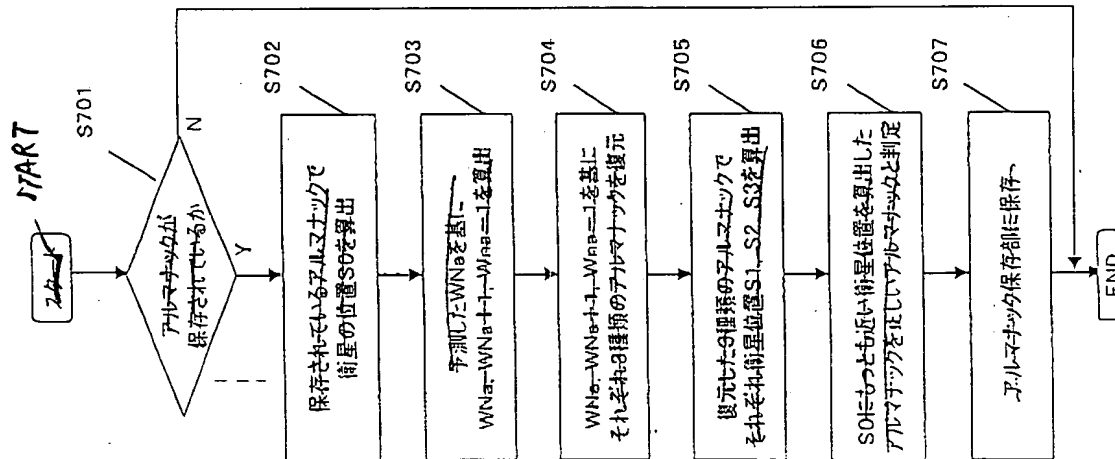 START
スタート
S701
アルマナックが
保存されているか
N
Y
S702
保存されているアルマナックで
衛星の位置S0を算出
S703
予測したWNaを基に
WNa、WNa+1、WNa−1を算出
S704
WNa、WNa+1、WNa−1を基に
それぞれ3種類のアルマナックを復元
S705
復元した3種類のアルマナックで
それぞれ衛星位置S1、S2、S3を算出
S706
S0にもっとも近い衛星位置を算出した
アルマナックを正しいアルマナックと判定
S707
アルマナック保存部に保存
END